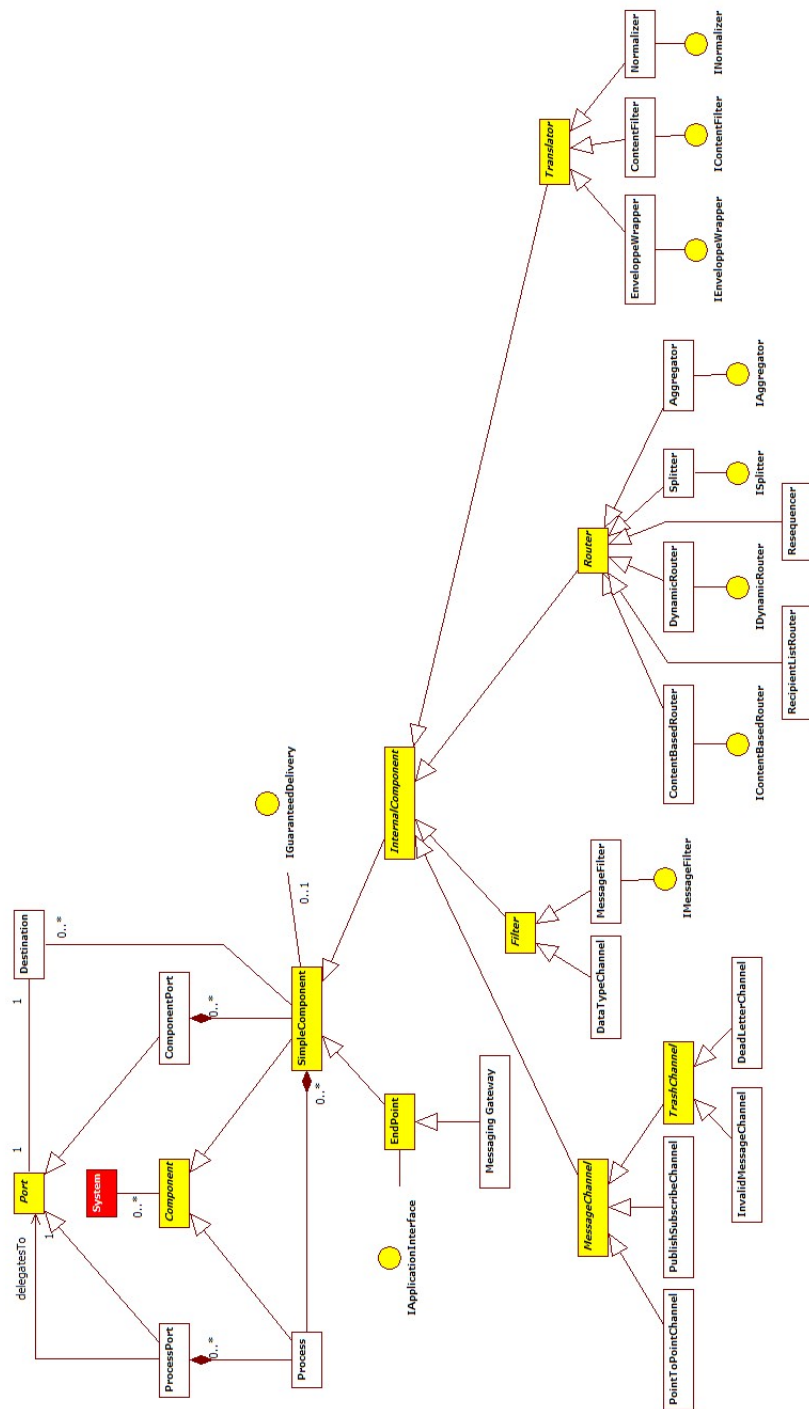 delegatesTo
1
Port
1
1
Destination
0..*
System
0..*
ProcessPort
0..*
Component
ComponentPort
0..*
Process
SimpleComponent
0..*
0..1
IGuaranteedDelivery
IApplicationInterface
EndPoint
InternalComponent
Messaging Gateway
MessageChannel
Filter
Router
Translator
PointToPointChannel
PublishSubscribeChannel
TrashChannel
InvalidMessageChannel
DeadLetterChannel
DataTypeChannel
MessageFilter
IMessageFilter
ContentBasedRouter
DynamicRouter
Splitter
Aggregator
IContentBasedRouter
IDynamicRouter
ISplitter
IAggregator
RecipientListRouter
Resequencer
EnveloppeWrapper
ContentFilter
Normalizer
IEnveloppeWrapper
IContentFilter
INormalizer